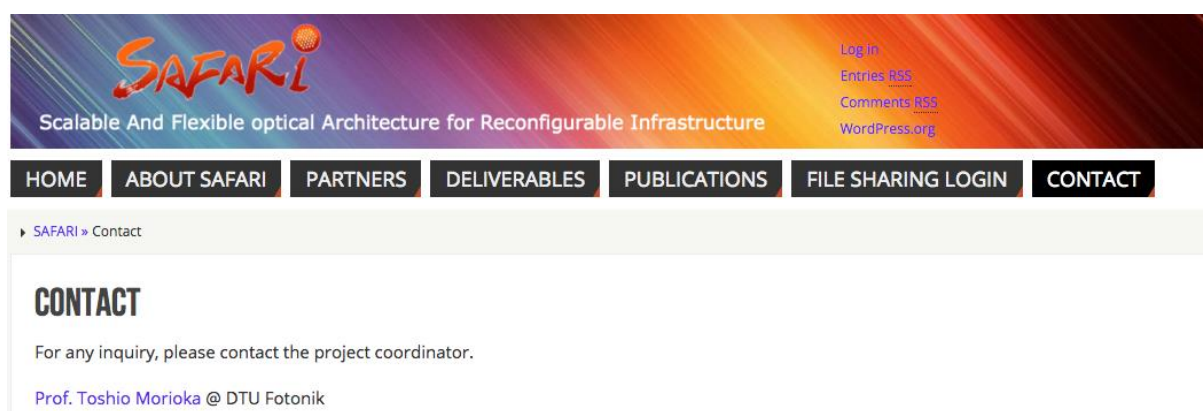 SAFARI
Scalable And Flexible optical Architecture for Reconfigurable Infrastructure
Log in
Entries RSS
Comments RSS
WordPress.org
HOME ABOUT SAFARI PARTNERS DELIVERABLES PUBLICATIONS FILE SHARING LOGIN CONTACT
SAFARI » Contact
CONTACT
For any inquiry, please contact the project coordinator.
Prof. Toshio Morioka @ DTU Fotonik